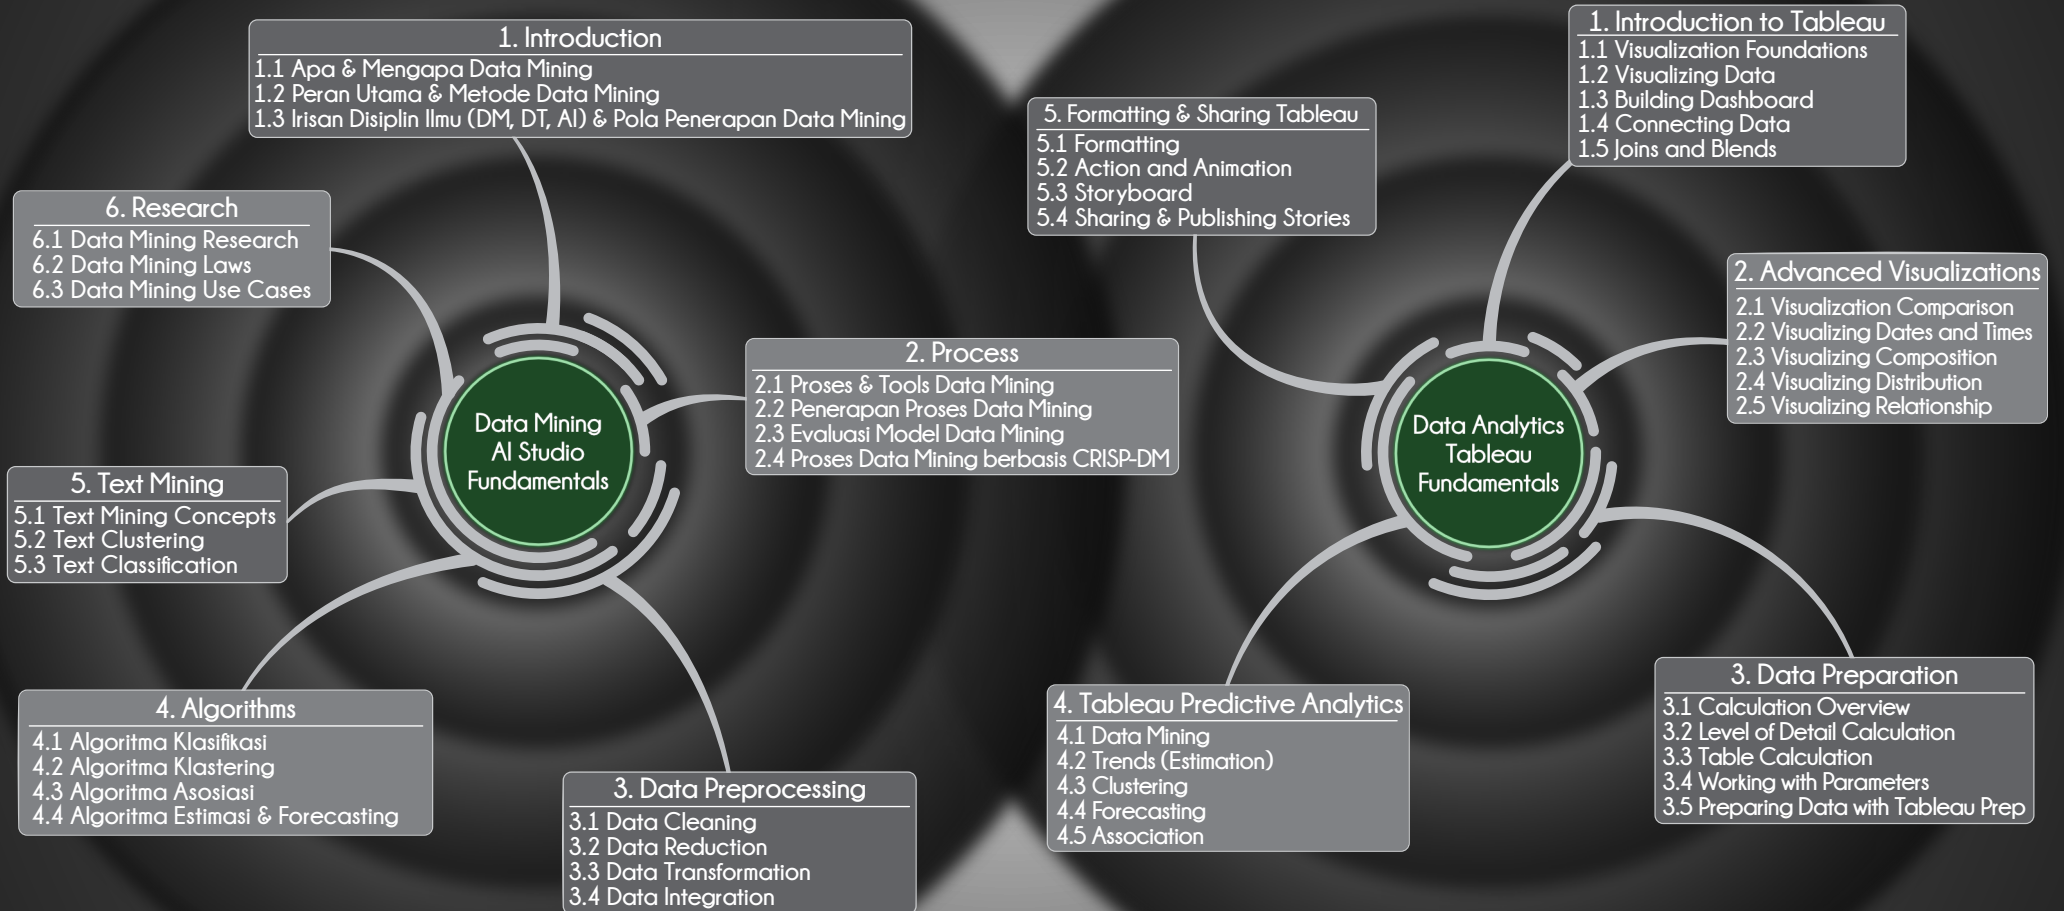 1. Introduction
1.1 Apa & Mengapa Data Mining
1.2 Peran Utama & Metode Data Mining
1.3 Irisan Disiplin Ilmu (DM, DT, AI) & Pola Penerapan Data Mining
6. Research
6.1 Data Mining Research
6.2 Data Mining Laws
6.3 Data Mining Use Cases
2. Process
2.1 Proses & Tools Data Mining
2.2 Penerapan Proses Data Mining
2.3 Evaluasi Model Data Mining
2.4 Proses Data Mining berbasis CRISP-DM
Data Mining
AI Studio
Fundamentals
5. Text Mining
5.1 Text Mining Concepts
5.2 Text Clustering
5.3 Text Classification
4. Algorithms
4.1 Algoritma Klasifikasi
4.2 Algoritma Klastering
4.3 Algoritma Asosiasi
4.4 Algoritma Estimasi & Forecasting
3. Data Preprocessing
3.1 Data Cleaning
3.2 Data Reduction
3.3 Data Transformation
3.4 Data Integration
1. Introduction to Tableau
1.1 Visualization Foundations
1.2 Visualizing Data
1.3 Building Dashboard
1.4 Connecting Data
1.5 Joins and Blends
5. Formatting & Sharing Tableau
5.1 Formatting
5.2 Action and Animation
5.3 Storyboard
5.4 Sharing & Publishing Stories
2. Advanced Visualizations
2.1 Visualization Comparison
2.2 Visualizing Dates and Times
2.3 Visualizing Composition
2.4 Visualizing Distribution
2.5 Visualizing Relationship
Data Analytics
Tableau
Fundamentals
4. Tableau Predictive Analytics
4.1 Data Mining
4.2 Trends (Estimation)
4.3 Clustering
4.4 Forecasting
4.5 Association
3. Data Preparation
3.1 Calculation Overview
3.2 Level of Detail Calculation
3.3 Table Calculation
3.4 Working with Parameters
3.5 Preparing Data with Tableau Prep